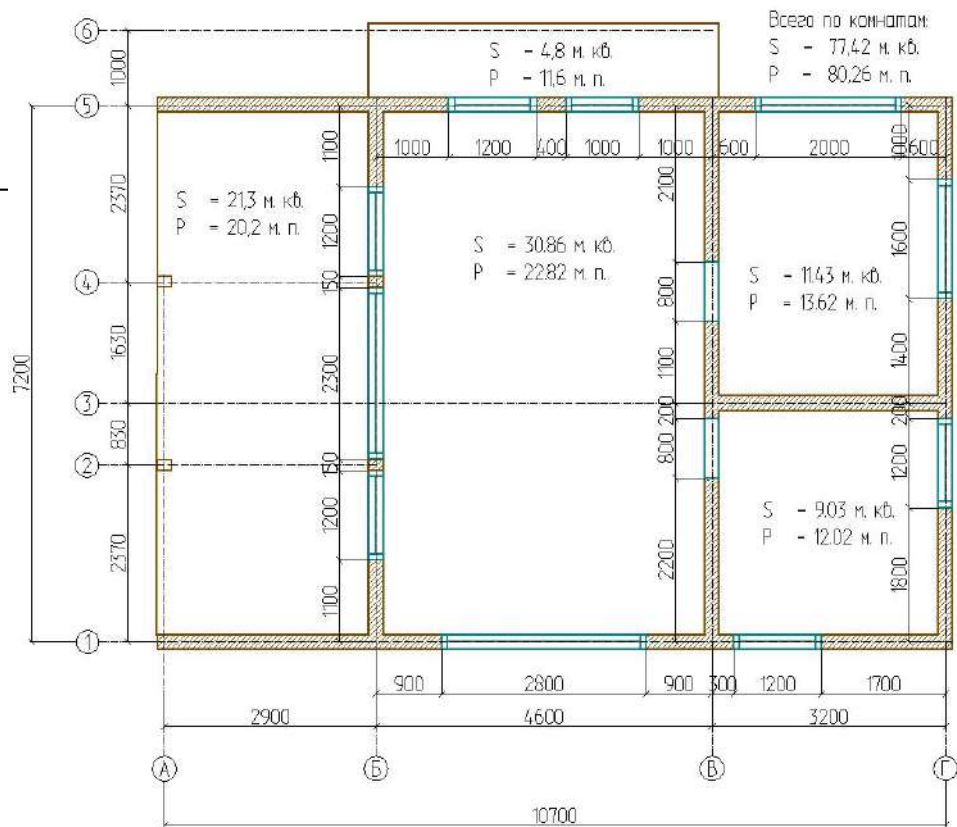 Всего по комнатам:
S - 77,42 м. кв.
P - 80,26 м. п.
S - 4,8 м. кв.
P - 11,6 м. п.
6
1000
5
1000
1200
400
1000
1000
600
2000
600
1100
2100
1000
2370
S = 21,3 м. кв.
P = 20,2 м. п.
1200
S = 30.86 м. кв.
P = 22.82 м. п.
1600
S = 11.43 м. кв.
P = 13.62 м. п.
4
150
800
1630
7200
2300
1100
1400
3
200
200
830
800
2
150
1200
1200
S - 9.03 м. кв.
P - 12.02 м. п.
2370
2200
1800
1100
1
900
2800
900
300
1200
1700
2900
4600
3200
А
Б
В
Г
10700